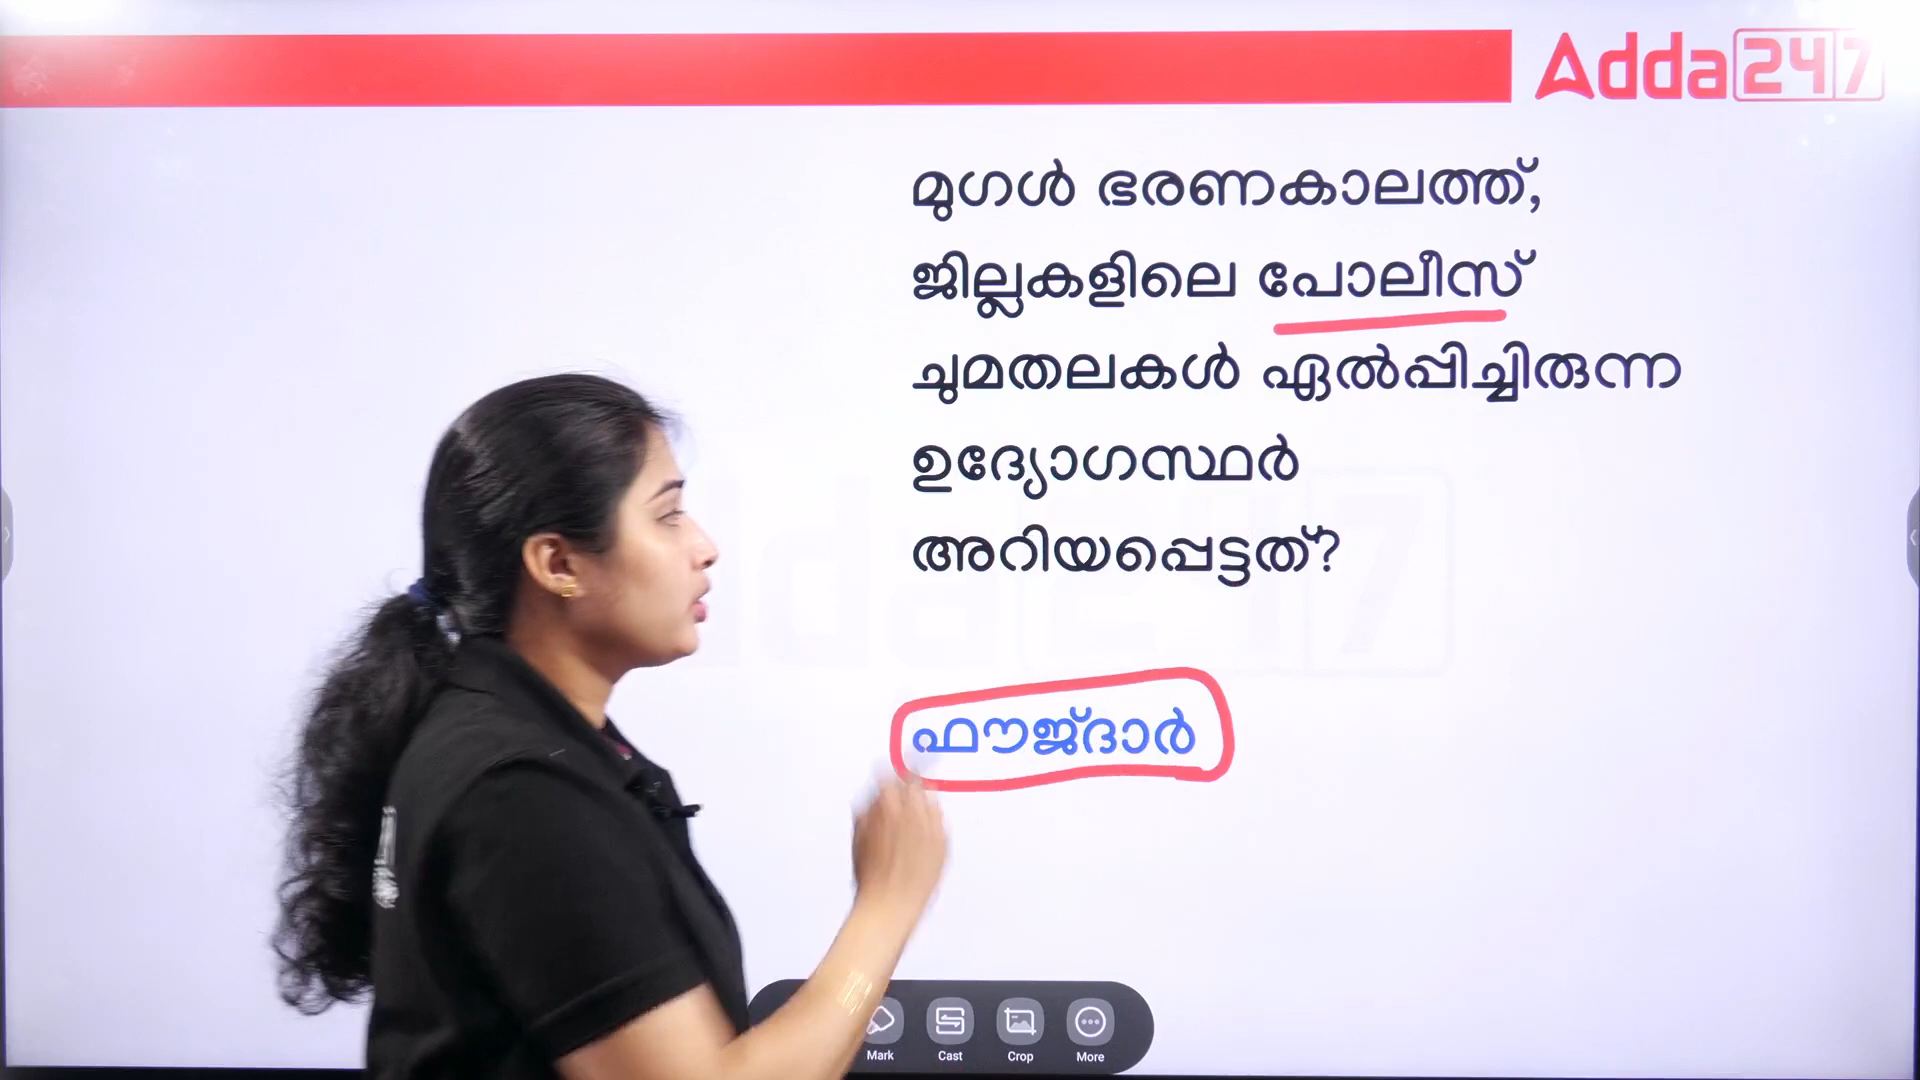 Adda247
മുഗൾ ഭരണകാലത്ത്,
ജില്ലകളിലെ പോലീസ്
ചുമതലകൾ ഏൽപ്പിച്ചിരുന്ന
ഉദ്യോഗസ്ഥർ
അറിയപ്പെട്ടത്?
ഫൗജ്ദാർ
Mark Cast Crop More